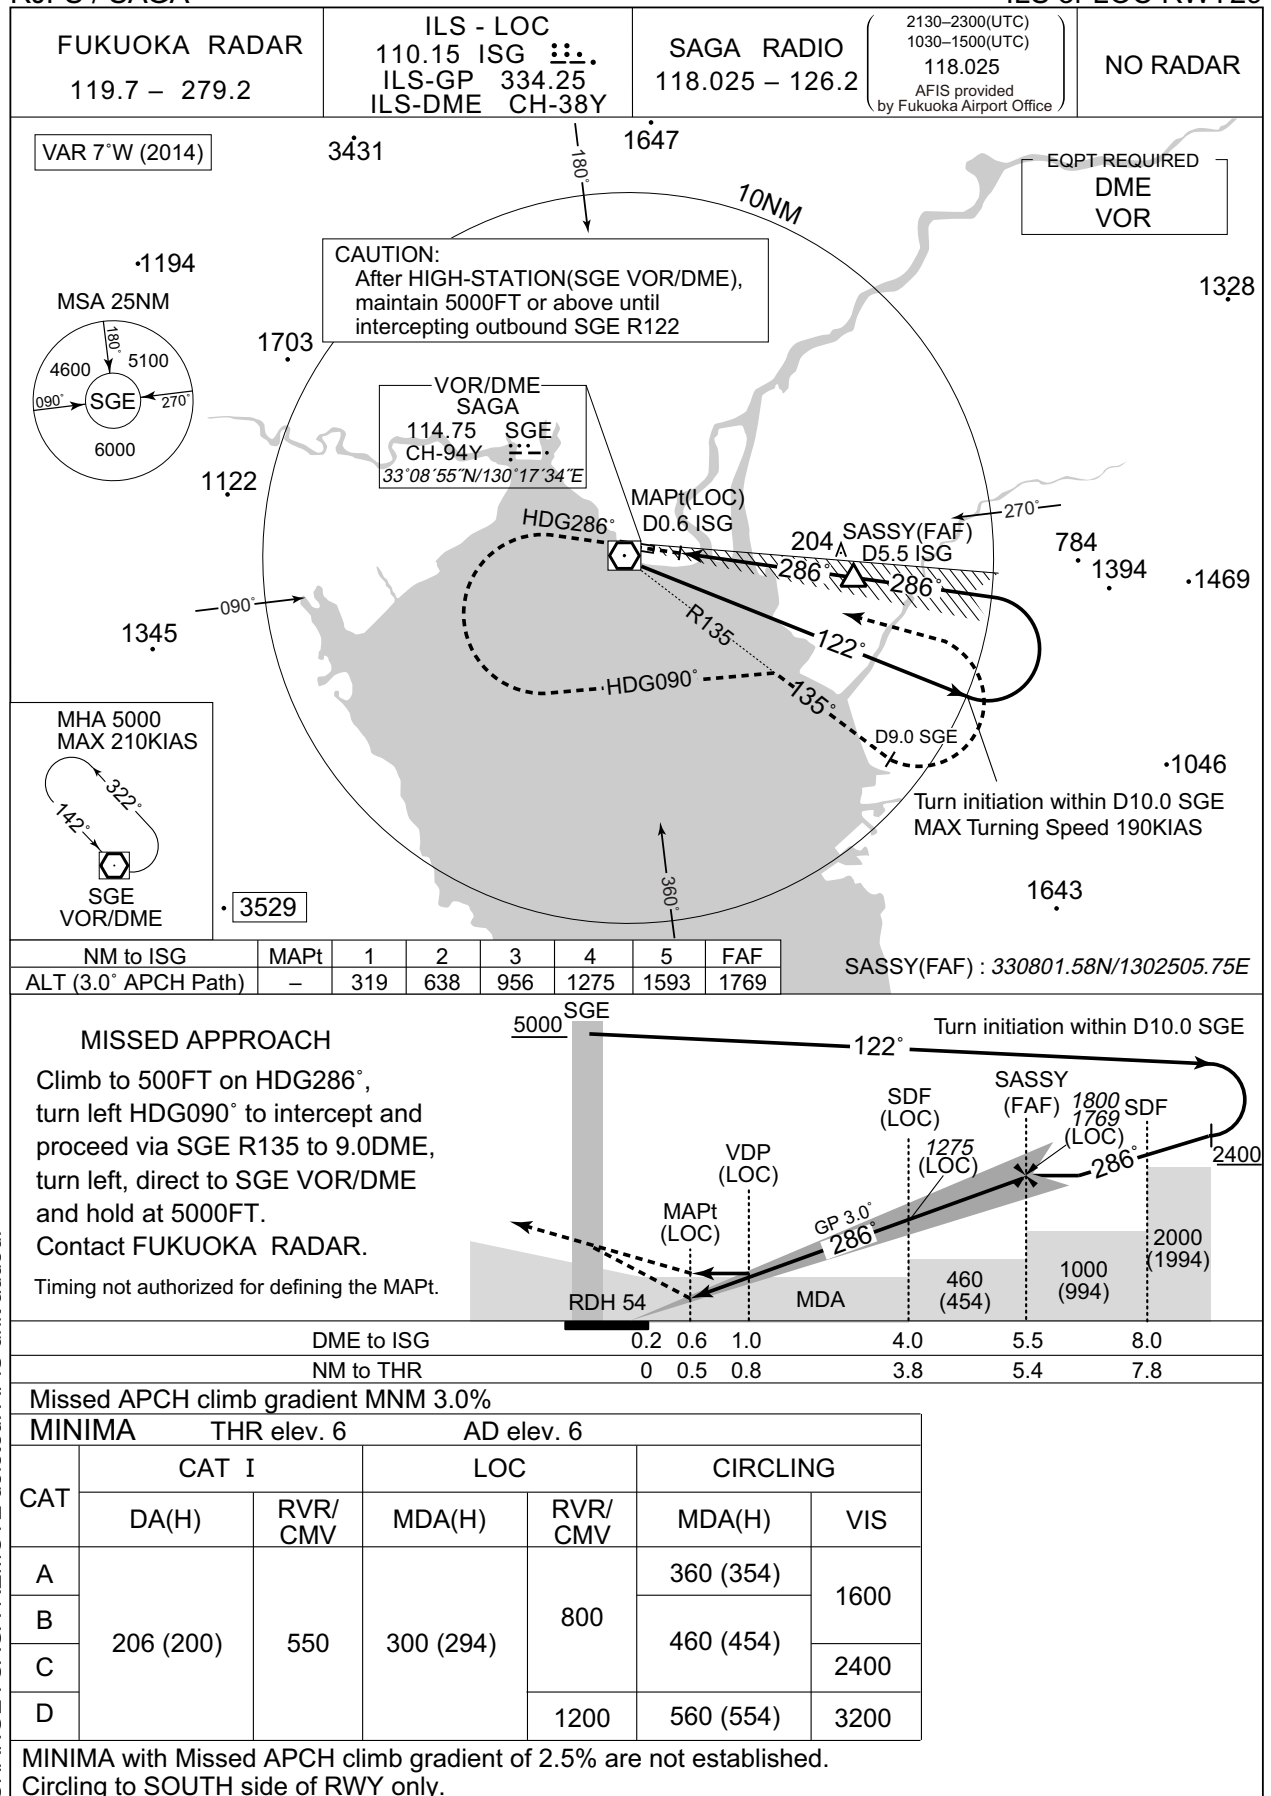 RJFS / SAGA
ILS or LOC RWY29
FUKUOKA RADAR
119.7 – 279.2
ILS - LOC
110.15 ISG
ILS-GP 334.25
ILS-DME CH-38Y
SAGA RADIO
118.025 – 126.2
2130–2300(UTC)
1030–1500(UTC)
118.025
AFIS provided
by Fukuoka Airport Office
NO RADAR
VAR 7˚W (2014)
3431
180˚
1647
EQPT REQUIRED
DME
VOR
10NM
1194
CAUTION:
After HIGH-STATION(SGE VOR/DME),
maintain 5000FT or above until
intercepting outbound SGE R122
1328
MSA 25NM
180˚
4600
5100
090˚
SGE
270˚
6000
1703
VOR/DME
SAGA
114.75 SGE
CH-94Y
33˚08´55˝N/130˚17´34˝E
1122
MAPt(LOC)
D0.6 ISG
HDG286˚
270˚
204
SASSY(FAF)
D5.5 ISG
784
1394
1469
286˚
286˚
090˚
1345
R135
122˚
HDG090˚
135˚
D9.0 SGE
MHA 5000
MAX 210KIAS
322˚
142˚
SGE
VOR/DME
1046
Turn initiation within D10.0 SGE
MAX Turning Speed 190KIAS
360˚
1643
3529
NM to ISG MAPt 1 2 3 4 5 FAF
ALT (3.0˚ APCH Path) – 319 638 956 1275 1593 1769
SASSY(FAF) : 330801.58N/1302505.75E
MISSED APPROACH
Climb to 500FT on HDG286˚,
turn left HDG090˚ to intercept and
proceed via SGE R135 to 9.0DME,
turn left, direct to SGE VOR/DME
and hold at 5000FT.
Contact FUKUOKA RADAR.
Timing not authorized for defining the MAPt.
SGE
5000
Turn initiation within D10.0 SGE
122˚
SASSY
(FAF)
1800
1769
(LOC)
SDF
SDF
(LOC)
1275
(LOC)
VDP
(LOC)
286˚
2400
MAPt
(LOC)
GP 3.0˚
286˚
2000
(1994)
1000
(994)
460
(454)
MDA
RDH 54
DME to ISG 0.2 0.6 1.0 4.0 5.5 8.0
NM to THR 0 0.5 0.8 3.8 5.4 7.8
Missed APCH climb gradient MNM 3.0%
MINIMA THR elev. 6 AD elev. 6
CAT
CAT I LOC CIRCLING
DA(H) RVR/CMV MDA(H) RVR/CMV MDA(H) VIS
A
B
C
D
206 (200)
550
300 (294)
800
1200
360 (354)
460 (454)
560 (554)
1600
2400
3200
MINIMA with Missed APCH climb gradient of 2.5% are not established.
Circling to SOUTH side of RWY only.